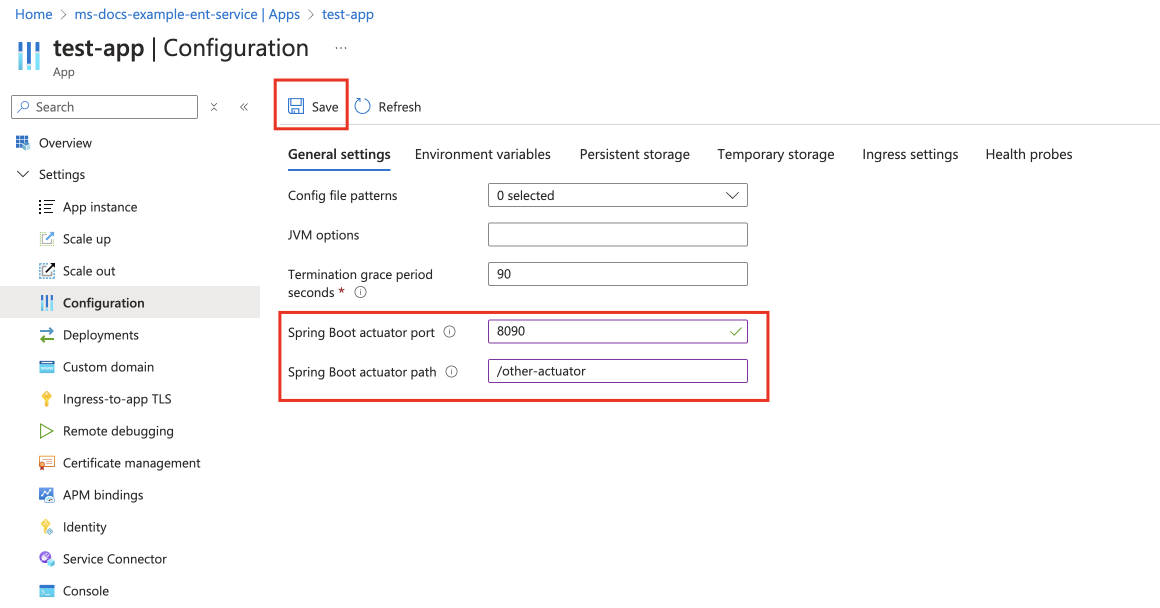 Home > ms-docs-example-ent-service | Apps > test-app
test-app | Configuration ...
App
Search
Save Refresh
Overview
Settings
App instance
Scale up
Scale out
Configuration
Deployments
Custom domain
Ingress-to-app TLS
Remote debugging
Certificate management
APM bindings
Identity
Service Connector
Console
General settings Environment variables Persistent storage Temporary storage Ingress settings Health probes
Config file patterns 0 selected
JVM options
Termination grace period
seconds * 90
Spring Boot actuator port 8090
Spring Boot actuator path /other-actuator